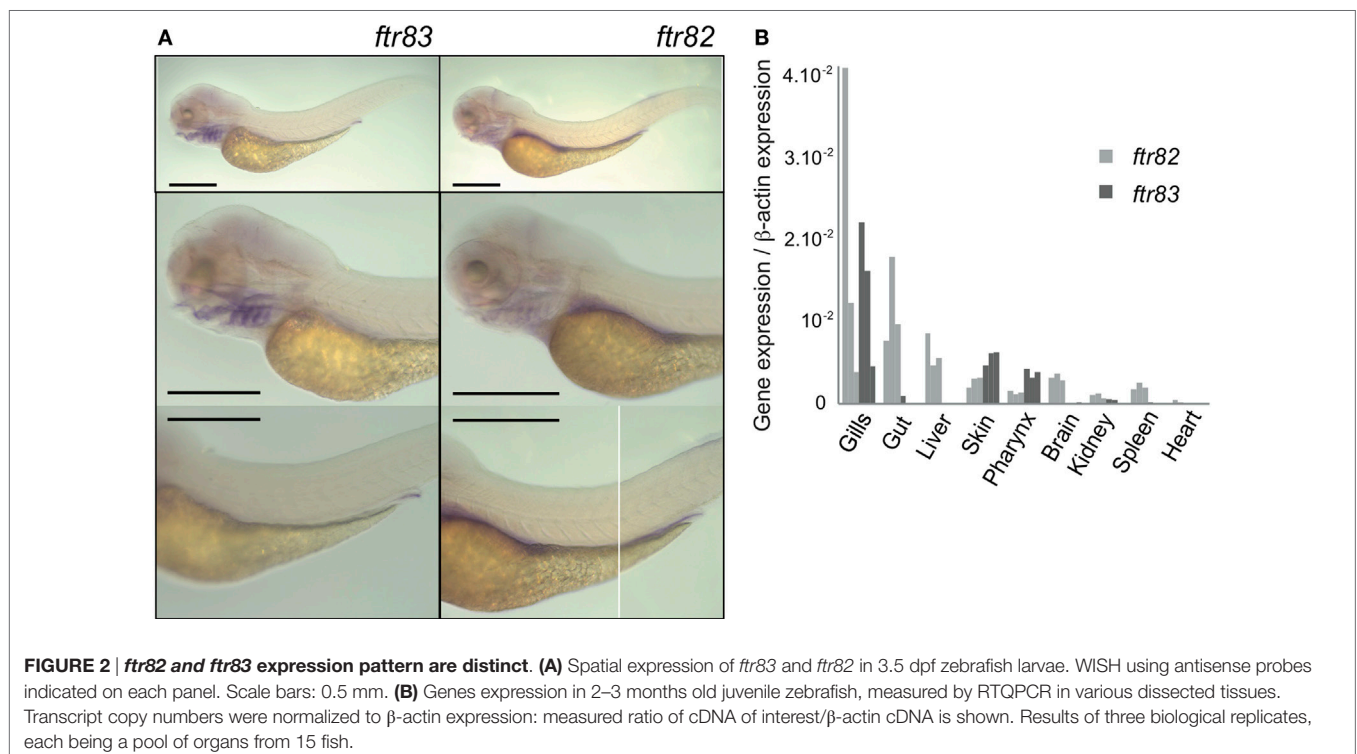 A
ftr83
ftr82
B
Gene expression / β-actin expression
4.10-2
3.10-2
2.10-2
10-2
0
ftr82
ftr83
Gills
Gut
Liver
Skin
Pharynx
Brain
Kidney
Spleen
Heart
FIGURE 2 | ftr82 and ftr83 expression pattern are distinct. (A) Spatial expression of ftr83 and ftr82 in 3.5 dpf zebrafish larvae. WISH using antisense probes
indicated on each panel. Scale bars: 0.5 mm. (B) Genes expression in 2–3 months old juvenile zebrafish, measured by RTQPCR in various dissected tissues.
Transcript copy numbers were normalized to β-actin expression: measured ratio of cDNA of interest/β-actin cDNA is shown. Results of three biological replicates,
each being a pool of organs from 15 fish.